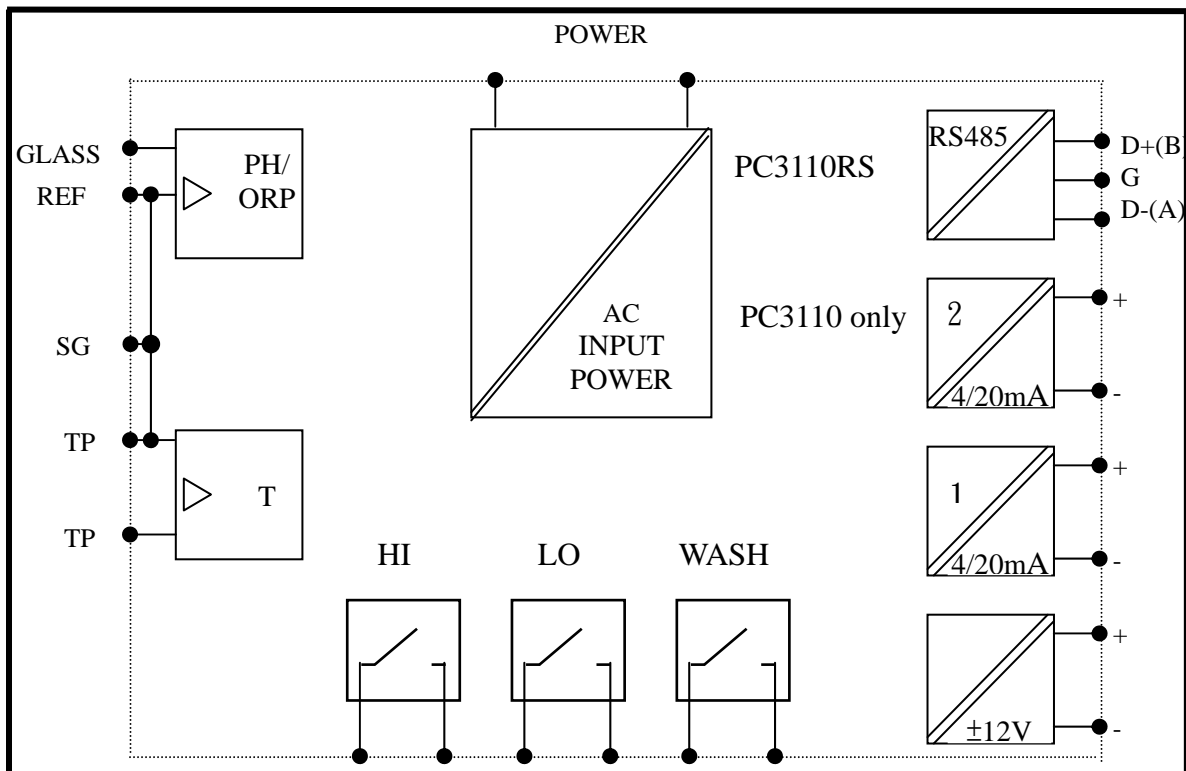 POWER
GLASS
REF
PH/
ORP
SG
TP
T
TP
AC
INPUT
POWER
PC3110RS
PC3110 only
RS485
D+(B)
G
D-(A)
2
4/20mA
+
-
1
4/20mA
+
-
±12V
+
-
HI
LO
WASH